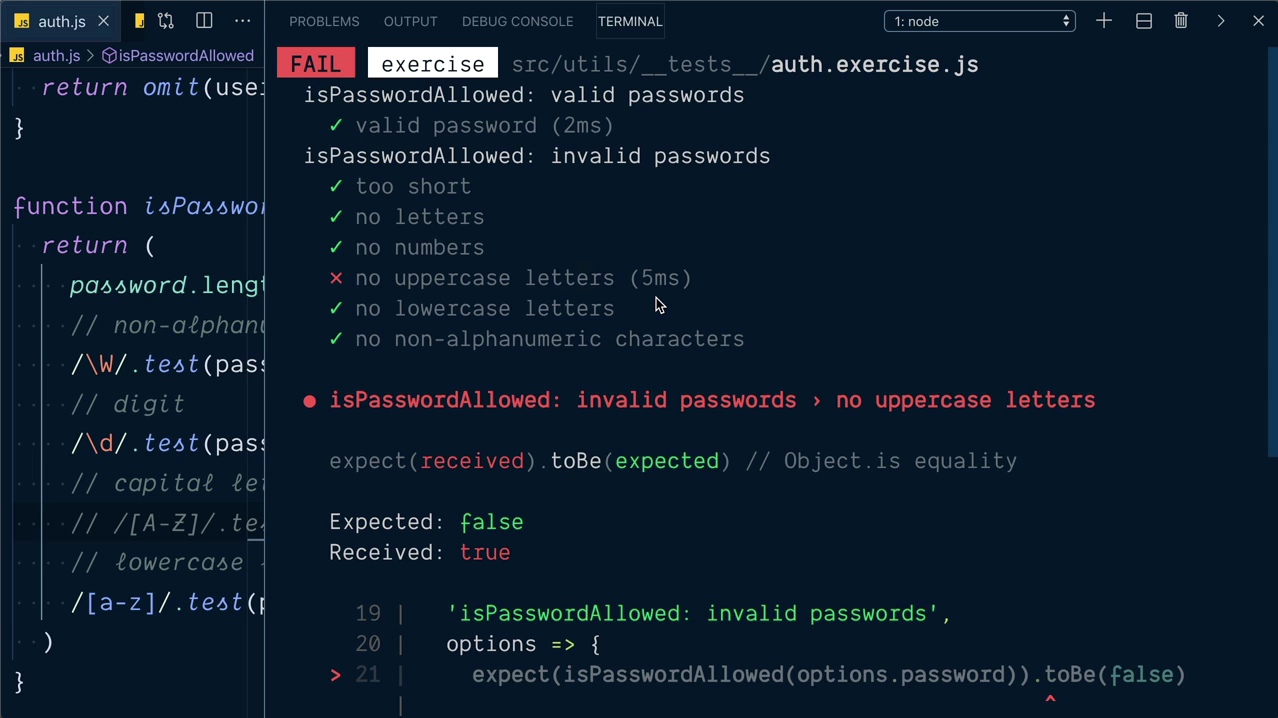 JS auth.js
PROBLEMS OUTPUT DEBUG CONSOLE TERMINAL 1: node
JS auth.js > isPasswordAllowed
return omit(use
}
function isPasswo
return (
password.lengt
// non-alphanu
/\W/.test(pas
// digit
/\d/.test(pas
// capital le
// /[A-Z]/.te
// lowercase
/[a-z]/.test(p
)
}
FAIL exercise src/utils/__tests__/auth.exercise.js
isPasswordAllowed: valid passwords
✓ valid password (2ms)
isPasswordAllowed: invalid passwords
✓ too short
✓ no letters
✓ no numbers
✕ no uppercase letters (5ms)
✓ no lowercase letters
✓ no non-alphanumeric characters
● isPasswordAllowed: invalid passwords › no uppercase letters
expect(received).toBe(expected) // Object.is equality
Expected: false
Received: true
19 | 'isPasswordAllowed: invalid passwords',
20 | options => {
> 21 | expect(isPasswordAllowed(options.password)).toBe(false)
| ^